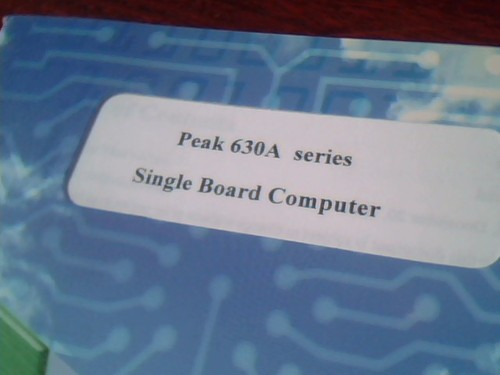 Peak 630A series
Single Board Computer